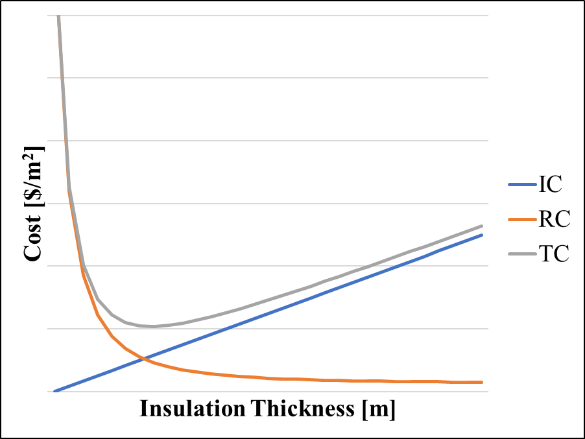 Cost [$/m²]
IC
RC
TC
Insulation Thickness [m]